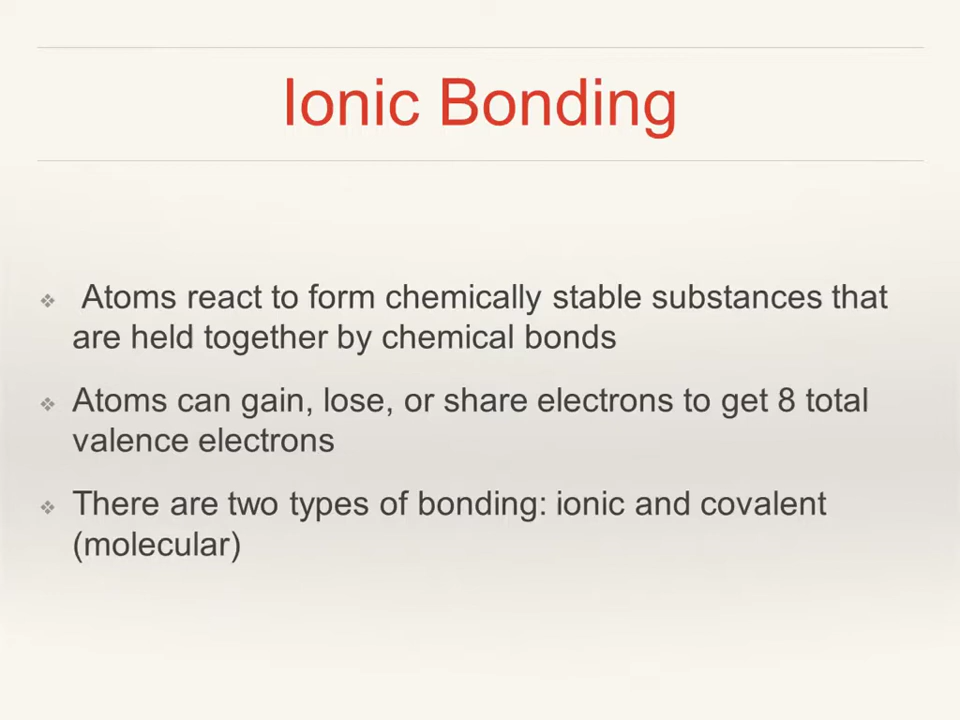 Ionic Bonding
Atoms react to form chemically stable substances that
are held together by chemical bonds
Atoms can gain, lose, or share electrons to get 8 total
valence electrons
There are two types of bonding: ionic and covalent
(molecular)